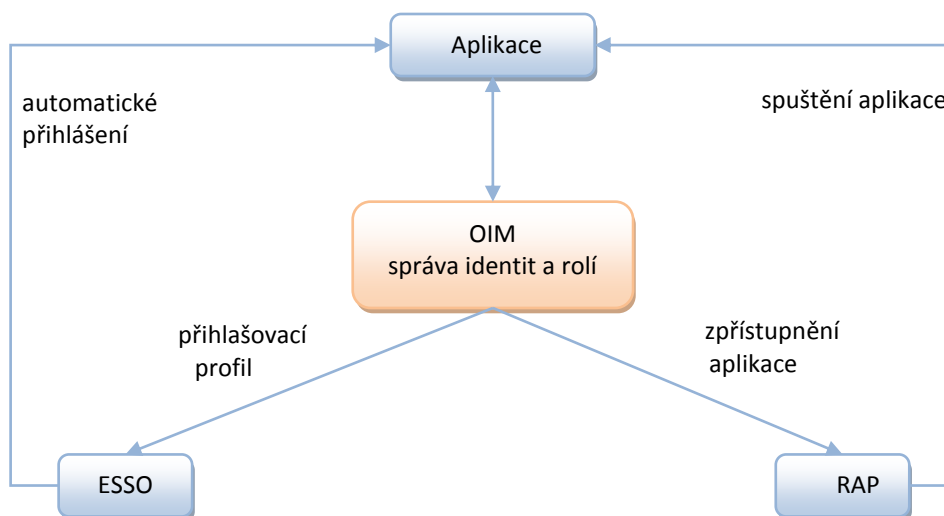 Aplikace
automatické
přihlášení
spuštění aplikace
OIM
správa identit a rolí
přihlašovací
profil
zpřístupnění
aplikace
ESSO
RAP